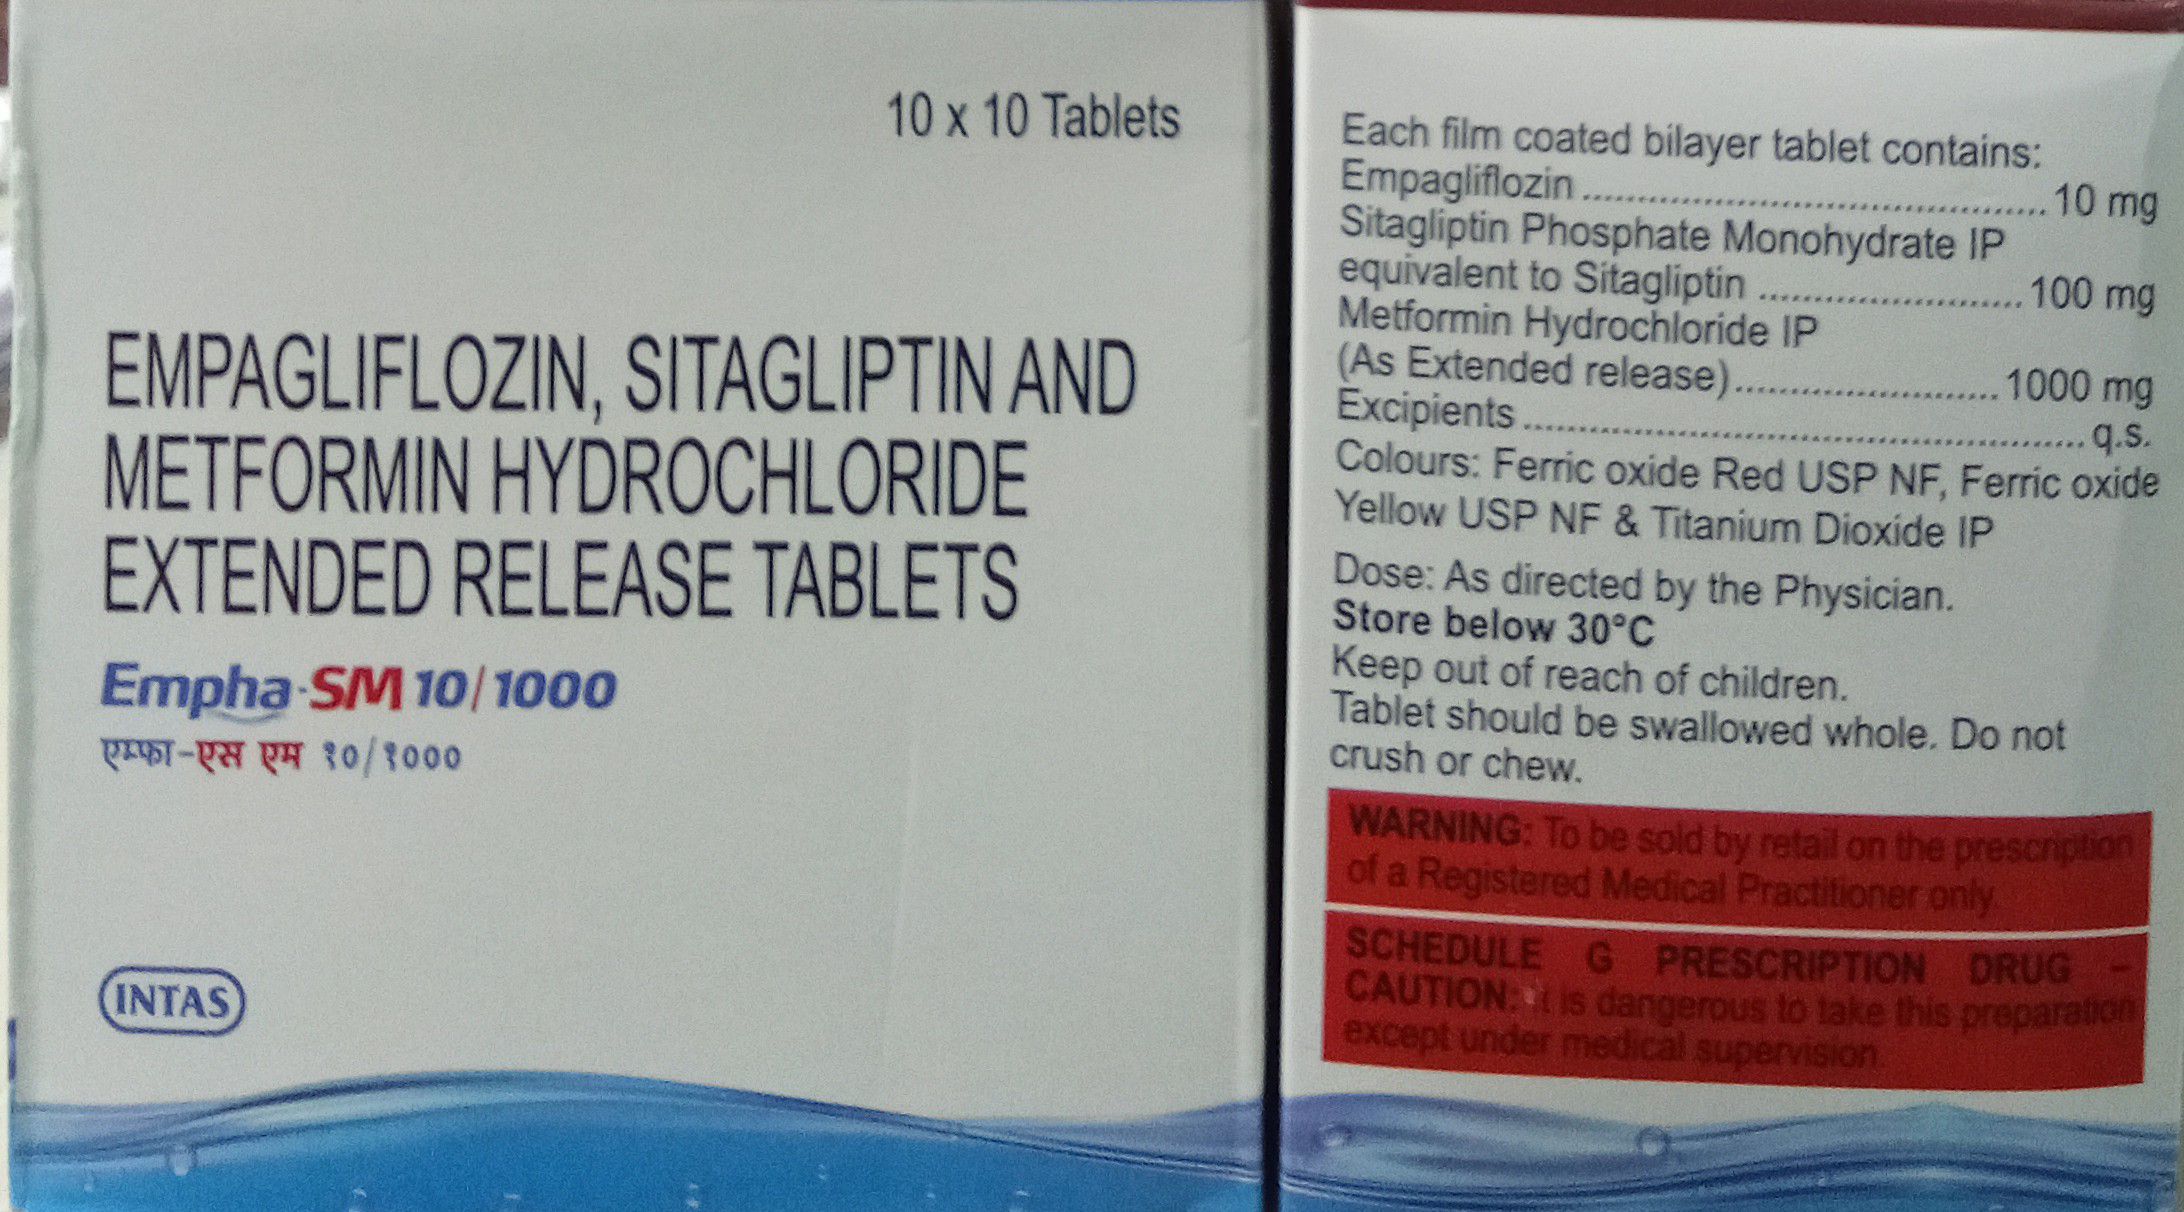 10 x 10 Tablets
EMPAGLIFLOZIN, SITAGLIPTIN AND
METFORMIN HYDROCHLORIDE
EXTENDED RELEASE TABLETS
Empha-SM 10/1000
एम्फा-एस एम १०/१०००
INTAS
Each film coated bilayer tablet contains:
Empagliflozin ............................................. 10 mg
Sitagliptin Phosphate Monohydrate IP
equivalent to Sitagliptin .......................... 100 mg
Metformin Hydrochloride IP
(As Extended release) .......................... 1000 mg
Excipients ...................................................... q.s.
Colours: Ferric oxide Red USP NF, Ferric oxide
Yellow USP NF & Titanium Dioxide IP
Dose: As directed by the Physician.
Store below 30°C
Keep out of reach of children.
Tablet should be swallowed whole. Do not
crush or chew.
WARNING: To be sold by retail on the prescription
of a Registered Medical Practitioner only.
SCHEDULE G PRESCRIPTION DRUG –
CAUTION: It is dangerous to take this preparation
except under medical supervision.